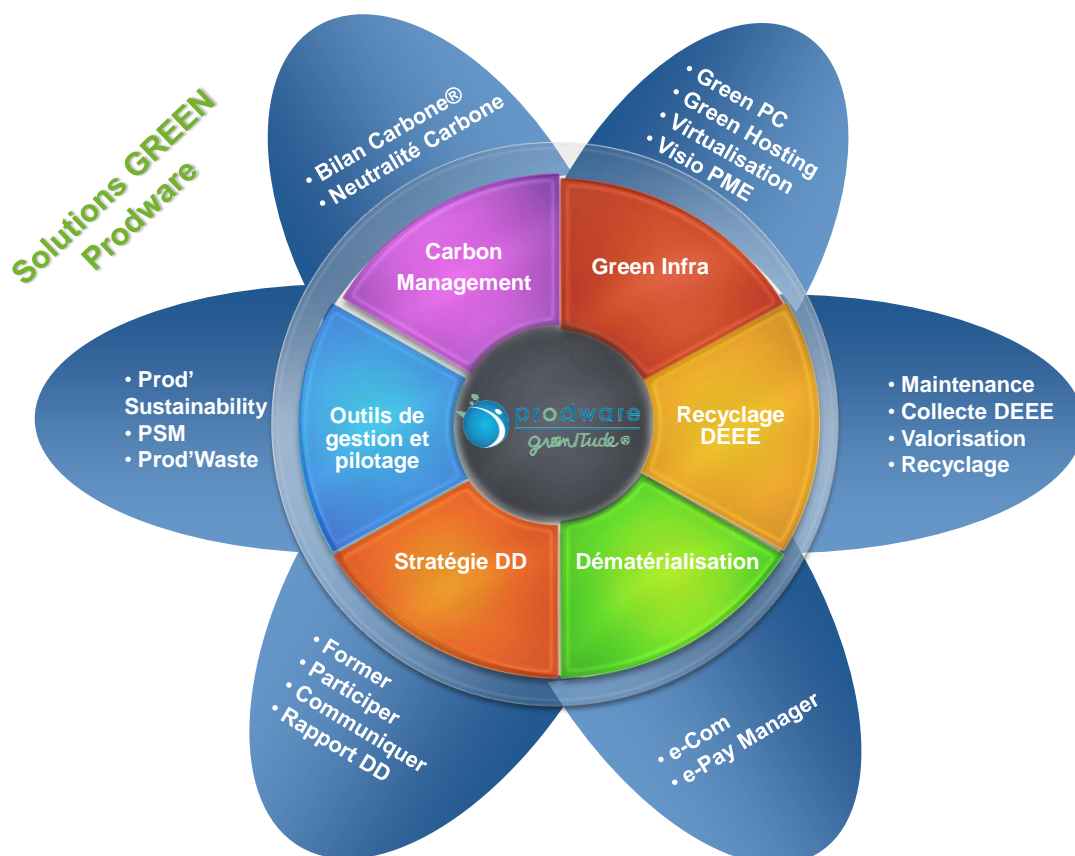 Solutions GREEN
Prodware
• Bilan Carbone®
• Neutralité Carbone
• Green PC
• Green Hosting
• Virtualisation
• Visio PME
Carbon
Management
Green Infra
• Prod'
Sustainability
• PSM
• Prod'Waste
Outils de
gestion et
pilotage
prodware
greenITude®
Recyclage
DEEE
• Maintenance
• Collecte DEEE
• Valorisation
• Recyclage
Stratégie DD
Dématérialisation
• Former
• Participer
• Communiquer
• Rapport DD
• e-Com
• e-Pay Manager